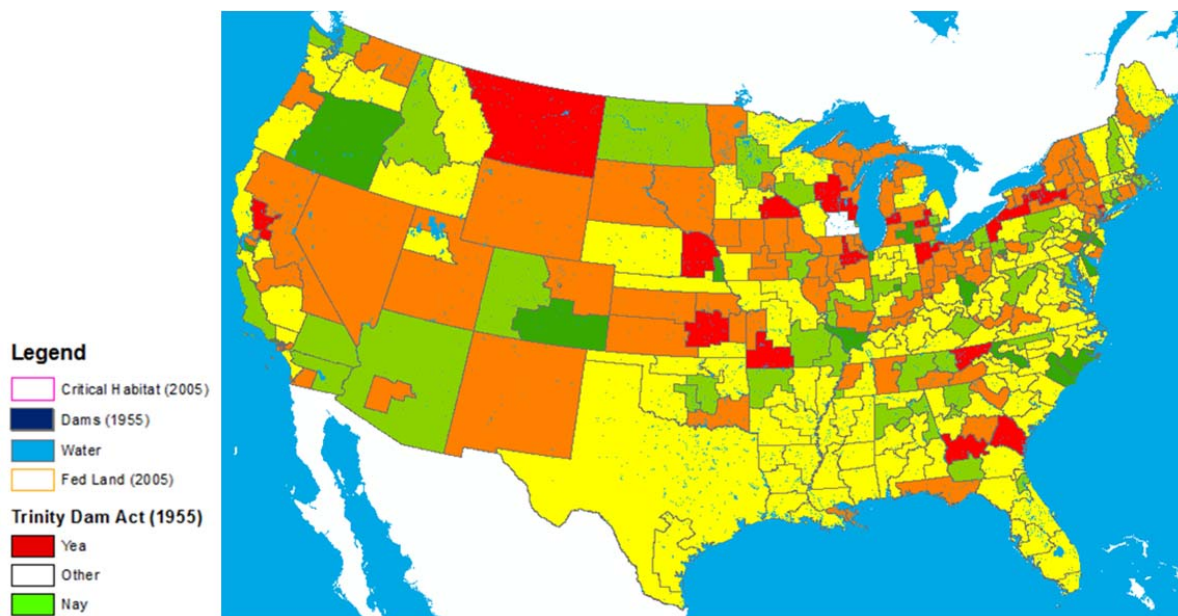 Legend
Critical Habitat (2005)
Dams (1955)
Water
Fed Land (2005)
Trinity Dam Act (1955)
Yea
Other
Nay